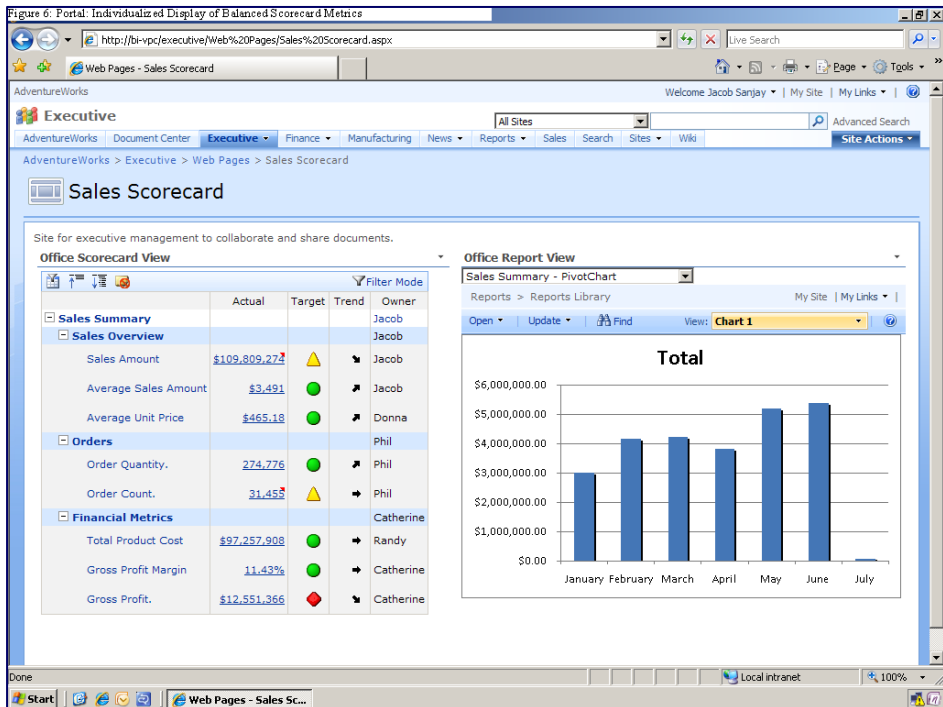 Figure 6: Portal: Individualized Display of Balanced Scorecard Metrics
http://bi-vpc/executive/Web%20Pages/Sales%20Scorecard.aspx
Live Search
Web Pages - Sales Scorecard
Page
Tools
AdventureWorks
Welcome Jacob Sanjay | My Site | My Links |
Executive
All Sites
Advanced Search
AdventureWorks Document Center Executive Finance Manufacturing News Reports Sales Search Sites Wiki
Site Actions
AdventureWorks > Executive > Web Pages > Sales Scorecard
Sales Scorecard
Site for executive management to collaborate and share documents.
Office Scorecard View
Filter Mode
Actual Target Trend Owner
Sales Summary Jacob
Sales Overview Jacob
Sales Amount $109,809,274 Jacob
Average Sales Amount $3,491 Jacob
Average Unit Price $465.18 Donna
Orders Phil
Order Quantity. 274,776 Phil
Order Count. 31,455 Phil
Financial Metrics Catherine
Total Product Cost $97,257,908 Randy
Gross Profit Margin 11.43% Catherine
Gross Profit. $12,551,366 Catherine
Office Report View
Sales Summary - PivotChart
Reports > Reports Library
My Site | My Links |
Open | Update | Find View: Chart 1
Total
$6,000,000.00
$5,000,000.00
$4,000,000.00
$3,000,000.00
$2,000,000.00
$1,000,000.00
$0.00
January February March April May June July
Done
Local intranet
100%
Start
Web Pages - Sales Sc...